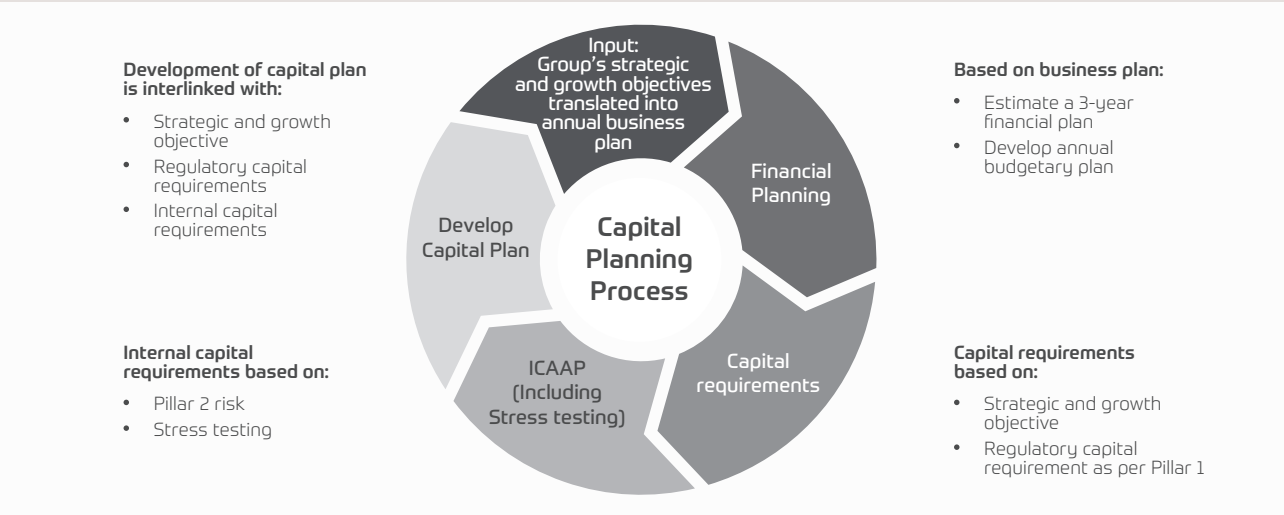 Development of capital plan
is interlinked with:
• Strategic and growth
objective
• Regulatory capital
requirements
• Internal capital
requirements
Internal capital
requirements based on:
• Pillar 2 risk
• Stress testing
Input:
Group’s strategic
and growth objectives
translated into
annual business
plan
Financial
Planning
Capital
requirements
ICAAP
(Including
Stress testing)
Develop
Capital Plan
Capital
Planning
Process
Based on business plan:
• Estimate a 3-year
financial plan
• Develop annual
budgetary plan
Capital requirements
based on:
• Strategic and growth
objective
• Regulatory capital
requirement as per Pillar 1